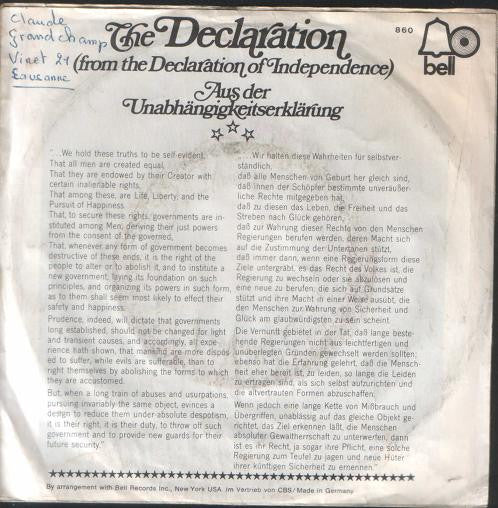 Claude
Grandchamp
Vinet 21
Lausanne
860
bell
The Declaration
(from the Declaration of Independence)
Aus der
Unabhängigkeitserklärung
"...We hold these truths to be self-evident,
That all men are created equal,
That they are endowed by their Creator with
certain inalienable rights,
That among these, are Life, Liberty, and the
Pursuit of Happiness.
That, to secure these rights, governments are in-
stituted among Men, deriving their just powers
from the consent of the governed,
That, whenever any form of government becomes
destructive of these ends, it is the right of the
people to alter or to abolish it, and to institute a
new government, laying its foundation on such
principles, and organizing its powers in such form,
as to them shall seem most likely to effect their
safety and happiness.
Prudence, indeed, will dictate that governments
long established, should not be changed for light
and transient causes, and accordingly, all expe-
rience hath shown, that mankind are more dispos
ed to suffer, while evils are sufferable, than to
right themselves by abolishing the forms to which
they are accustomed.
But, when a long train of abuses and usurpations,
pursuing invariably the same object, evinces a
design to reduce them under absolute despotism,
it is their right, it is their duty, to throw off such
government and to provide new guards for their
future security."
"....Wir halten diese Wahrheiten für selbstver-
ständlich,
daß alle Menschen von Geburt her gleich sind,
daß ihnen der Schöpfer bestimmte unveräußer-
liche Rechte mitgegeben hat,
daß zu diesen das Leben, die Freiheit und das
Streben nach Glück gehören,
daß zur Wahrung dieser Rechte von den Menschen
Regierungen berufen werden, deren Macht sich
auf die Zustimmung der Untertanen stützt,
daß immer dann, wenn eine Regierungsform diese
Ziele untergräbt, es das Recht des Volkes ist, die
Regierung zu wechseln oder sie abzulösen und
eine neue zu berufen; die sich auf Grundsätze
stützt und ihre Macht in einer Weise ausübt, die
den Menschen zur Wahrung von Sicherheit und
Glück am glaubwürdigsten zu sein scheint.
Die Vernunft gebietet in der Tat, daß lange beste-
hende Regierungen nicht aus leichtfertigen und
unüberlegten Gründen gewechselt werden sollten;
ebenso hat die Erfahrung gelehrt, daß die Mensch-
heit eher bereit ist, zu leiden, so lange die Leiden
zu ertragen sind, als sich selbst aufzurichten und
die altvertrauten Formen abzuschaffen.
Wenn jedoch eine lange Kette von Mißbrauch und
Übergriffen, unablässig auf das gleiche Objekt ge-
richtet, das Ziel erkennen läßt, die Menschen
absoluter Gewaltherrschaft zu unterwerfen, dann
ist es ihr Recht, ja sogar ihre Pflicht, eine solche
Regierung zum Teufel zu jagen und neue Hüter
ihrer künftigen Sicherheit zu ernennen."
By arrangement with Bell Records Inc., New York USA Im Vertrieb von CBS/Made in Germany